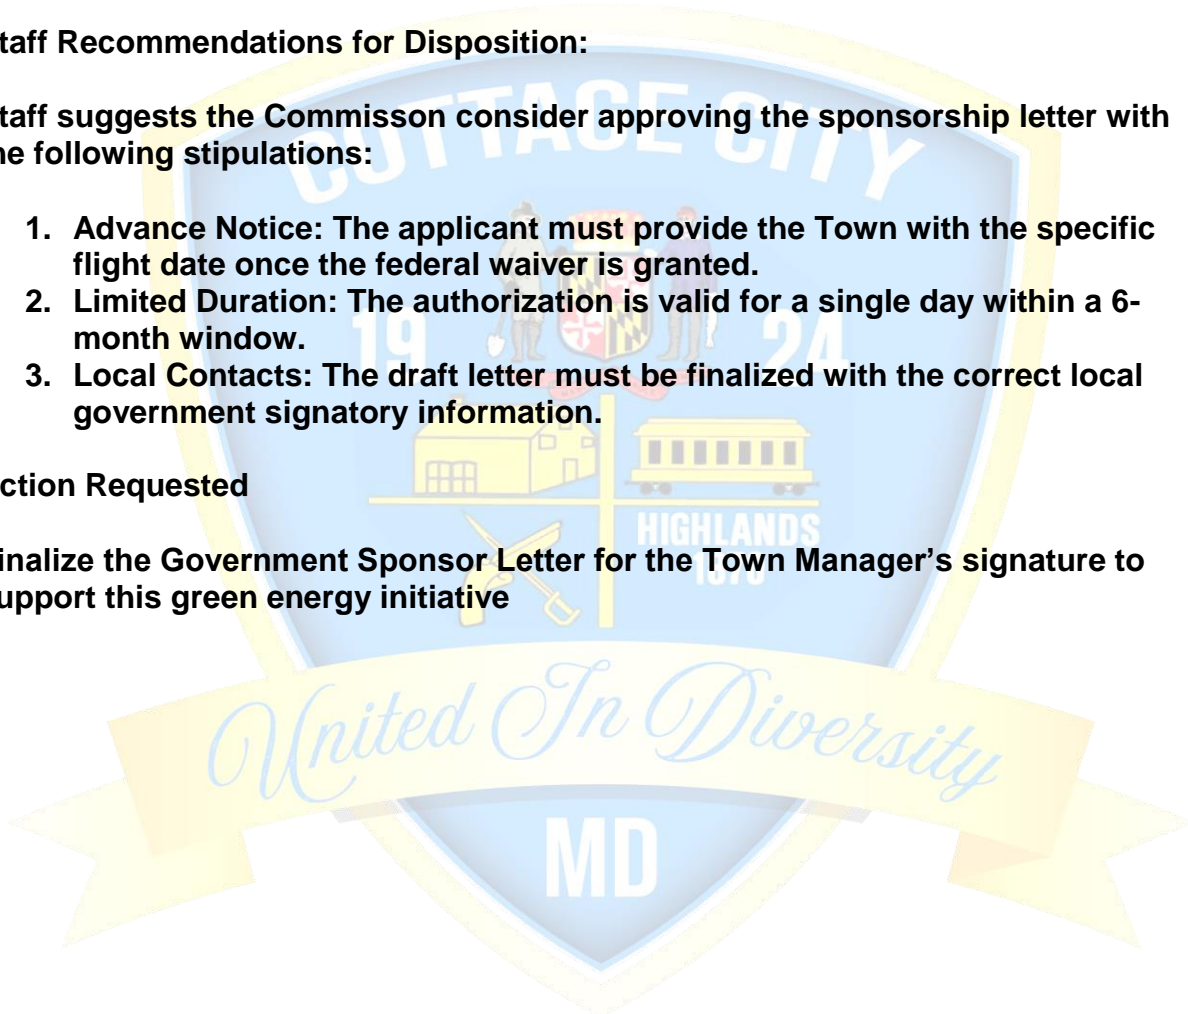 taff Recommendations for Disposition:
taff suggests the Commisson consider approving the sponsorship letter with
he following stipulations:
1. Advance Notice: The applicant must provide the Town with the specific
flight date once the federal waiver is granted.
2. Limited Duration: The authorization is valid for a single day within a 6-
month window.
3. Local Contacts: The draft letter must be finalized with the correct local
government signatory information.
ction Requested
inalize the Government Sponsor Letter for the Town Manager’s signature to
upport this green energy initiative
COTTAGE CITY
19 24
HIGHLANDS
United In Diversity
MD